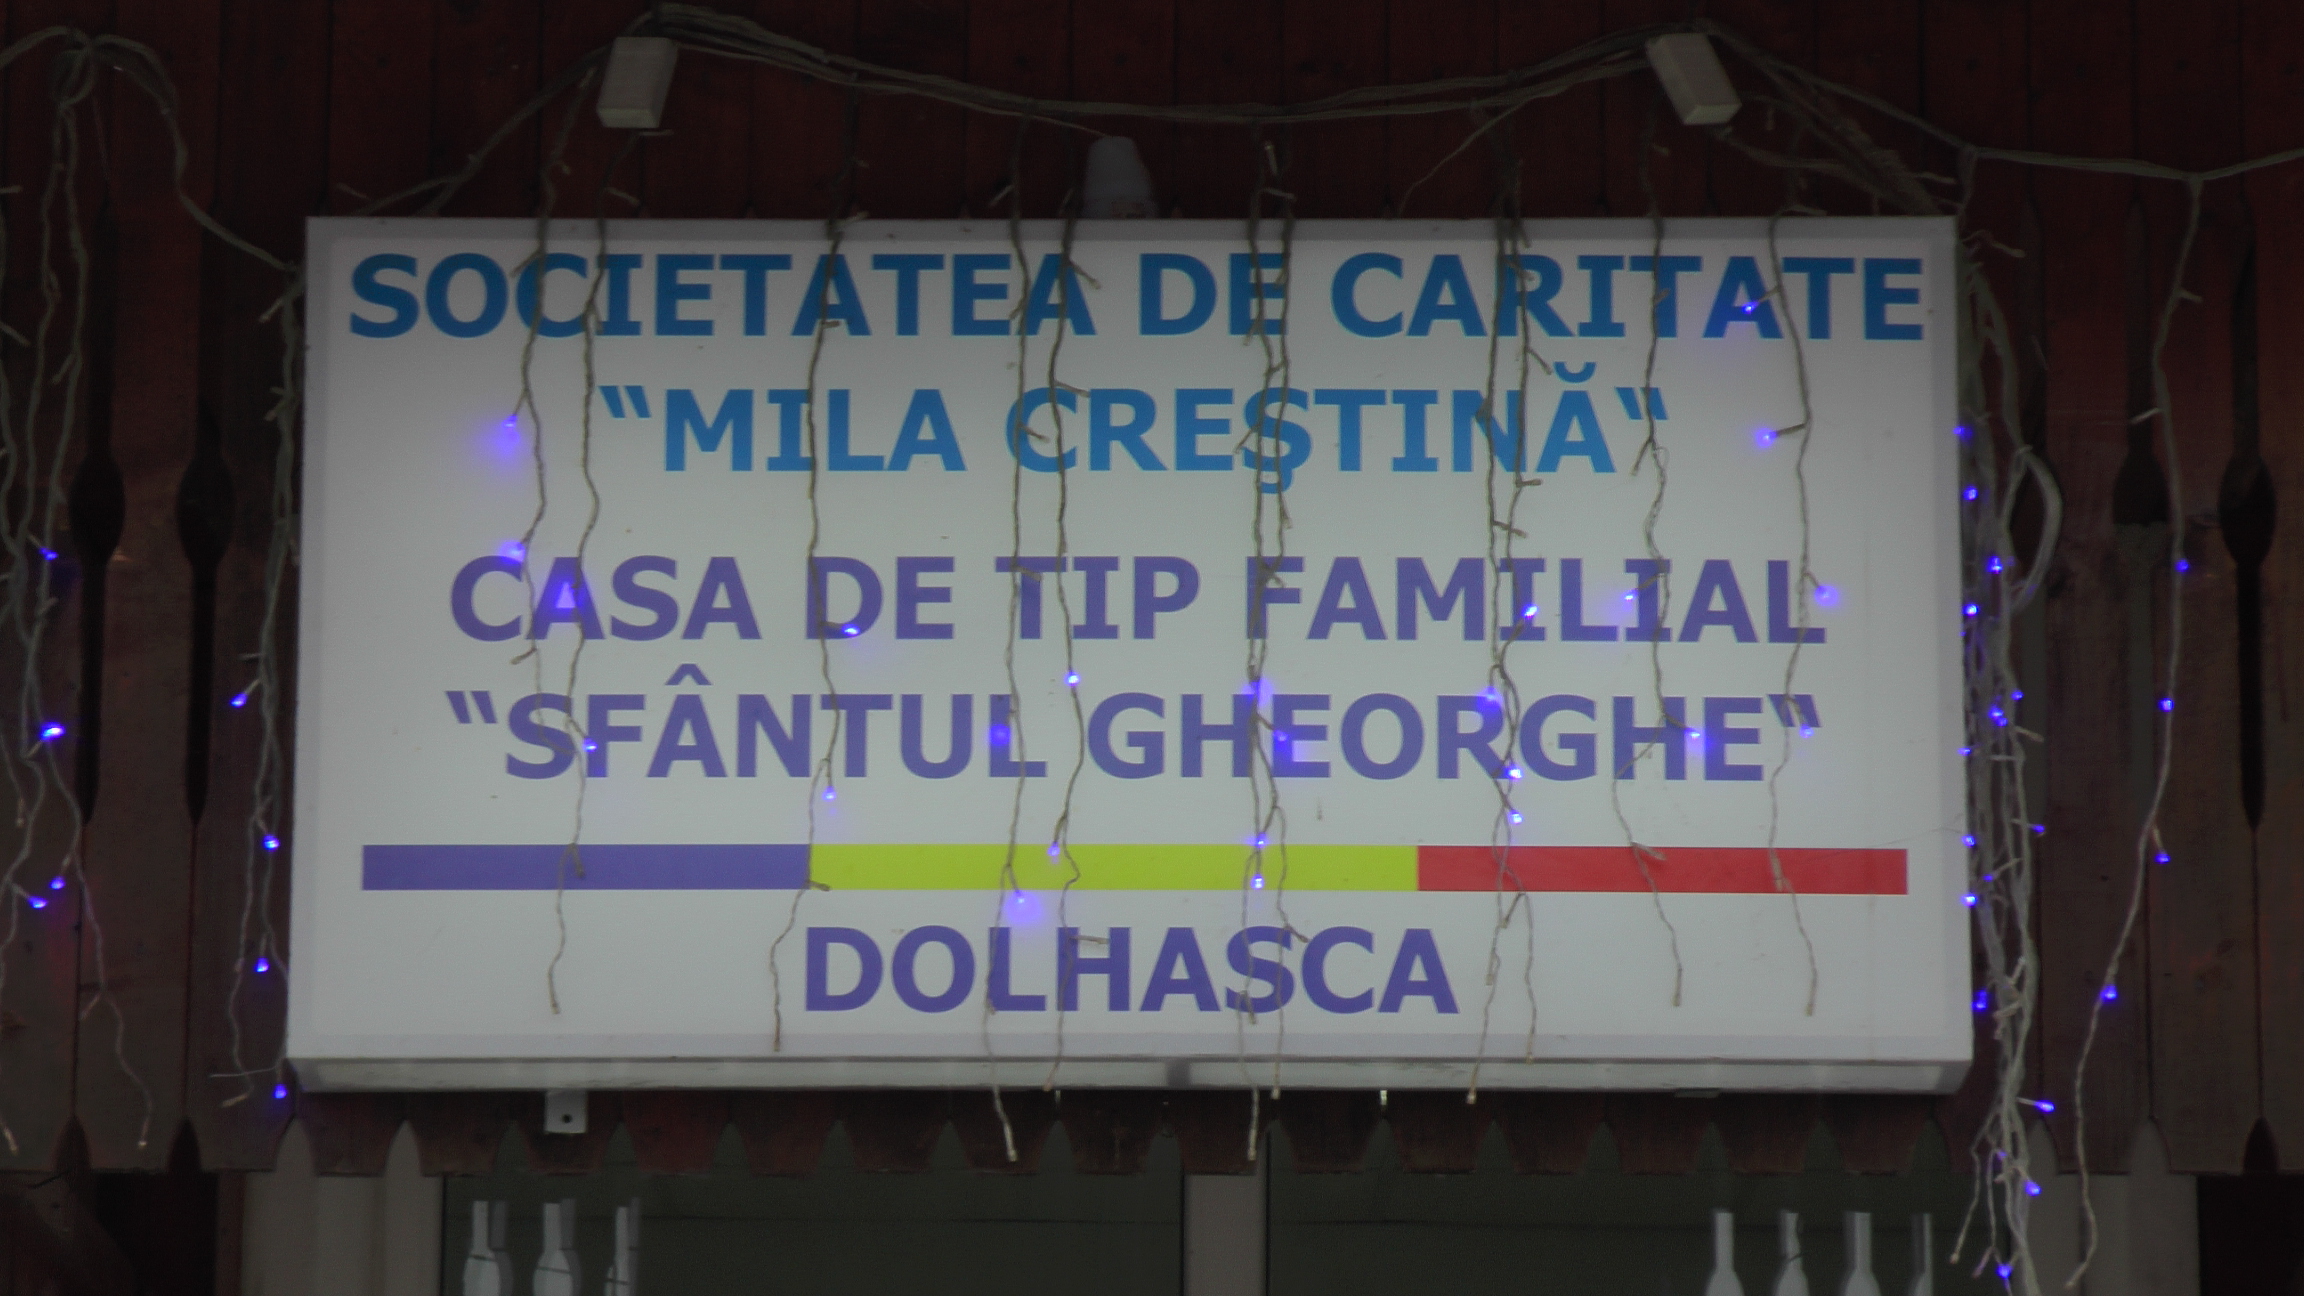 SOCIETATEA DE CARITATE
‟MILA CREŞTINĂ‟
CASA DE TIP FAMILIAL
‟SFÂNTUL GHEORGHE‟
DOLHASCA